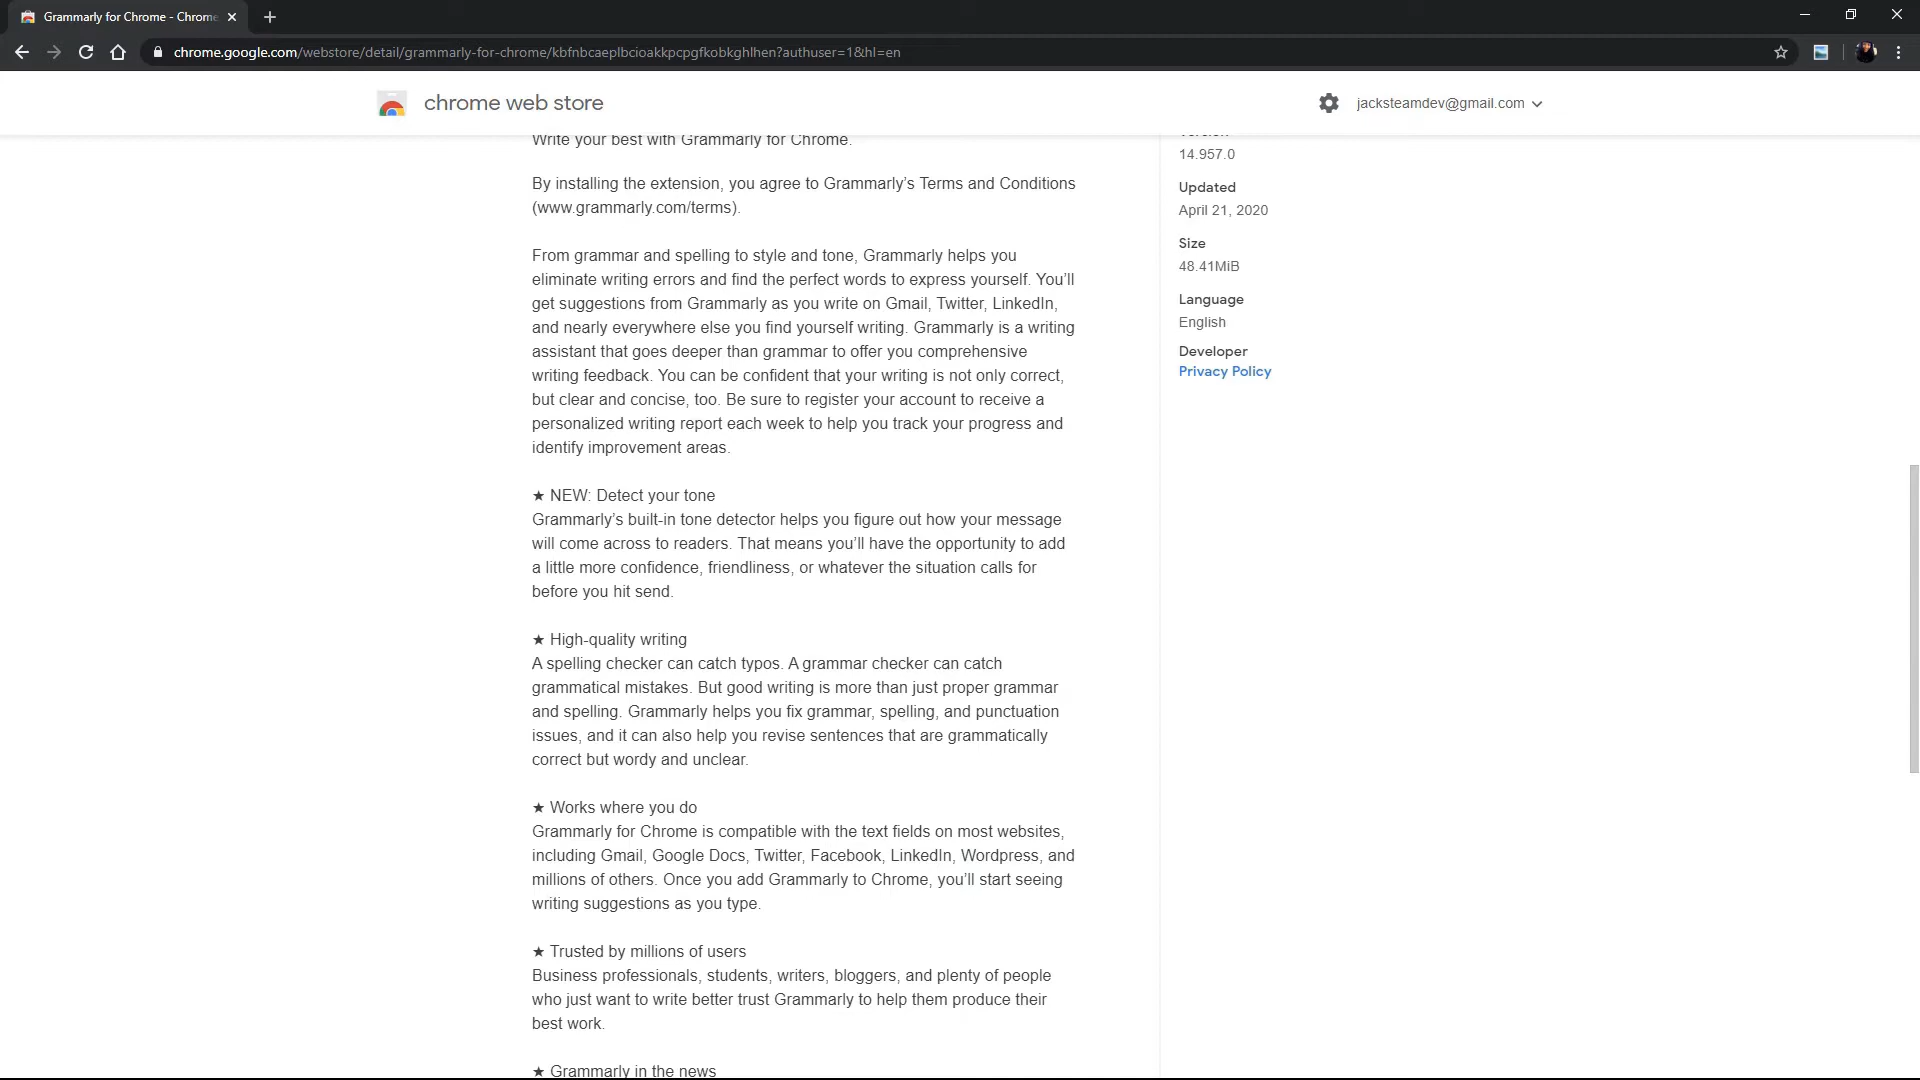 Grammarly for Chrome - Chrome
chrome.google.com/webstore/detail/grammarly-for-chrome/kbfnbcaeplbcioakkpcpgfkobkghlhen?authuser=1&hl=en
chrome web store
jacksteamdev@gmail.com
Write your best with Grammarly for Chrome.
By installing the extension, you agree to Grammarly’s Terms and Conditions
(www.grammarly.com/terms).
From grammar and spelling to style and tone, Grammarly helps you
eliminate writing errors and find the perfect words to express yourself. You’ll
get suggestions from Grammarly as you write on Gmail, Twitter, LinkedIn,
and nearly everywhere else you find yourself writing. Grammarly is a writing
assistant that goes deeper than grammar to offer you comprehensive
writing feedback. You can be confident that your writing is not only correct,
but clear and concise, too. Be sure to register your account to receive a
personalized writing report each week to help you track your progress and
identify improvement areas.
★ NEW: Detect your tone
Grammarly’s built-in tone detector helps you figure out how your message
will come across to readers. That means you’ll have the opportunity to add
a little more confidence, friendliness, or whatever the situation calls for
before you hit send.
★ High-quality writing
A spelling checker can catch typos. A grammar checker can catch
grammatical mistakes. But good writing is more than just proper grammar
and spelling. Grammarly helps you fix grammar, spelling, and punctuation
issues, and it can also help you revise sentences that are grammatically
correct but wordy and unclear.
★ Works where you do
Grammarly for Chrome is compatible with the text fields on most websites,
including Gmail, Google Docs, Twitter, Facebook, LinkedIn, Wordpress, and
millions of others. Once you add Grammarly to Chrome, you’ll start seeing
writing suggestions as you type.
★ Trusted by millions of users
Business professionals, students, writers, bloggers, and plenty of people
who just want to write better trust Grammarly to help them produce their
best work.
★ Grammarly in the news
Version
14.957.0
Updated
April 21, 2020
Size
48.41MiB
Language
English
Developer
Privacy Policy